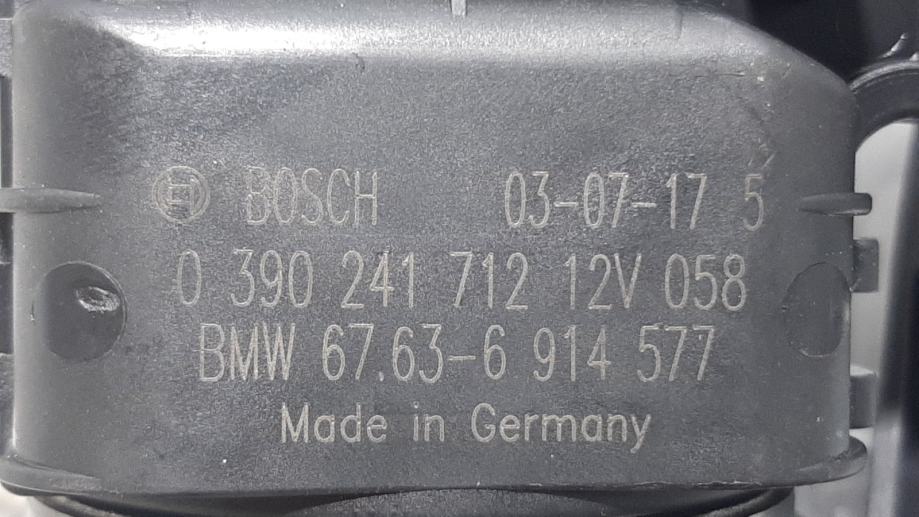 BOSCH 03-07-17 5
0 390 241 712 12V 058
BMW 67.63-6 914 577
Made in Germany